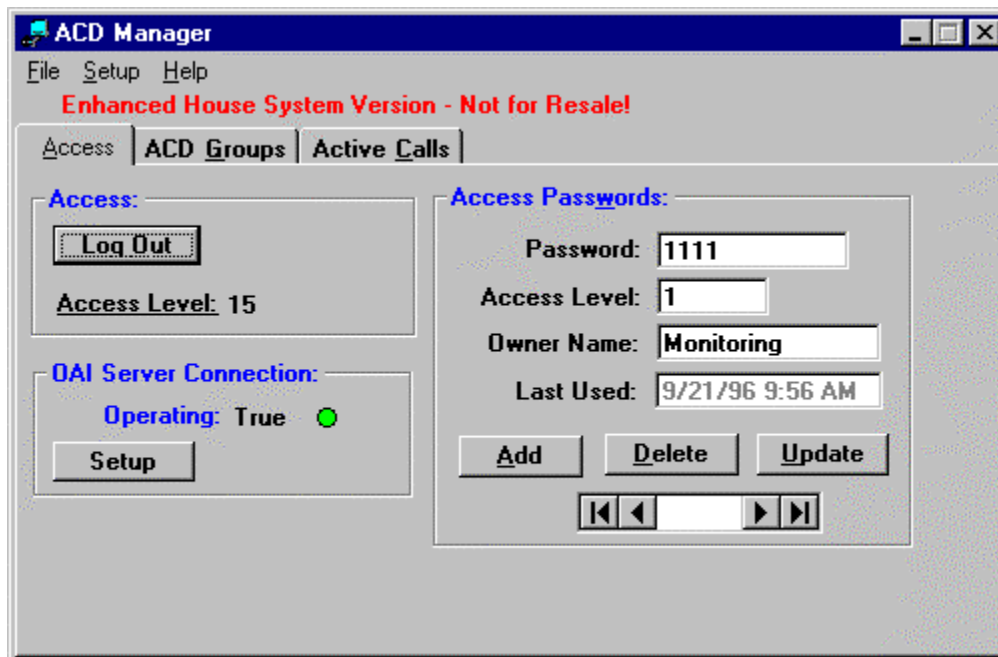 ACD Manager
File Setup Help
Enhanced House System Version - Not for Resale!
Access ACD Groups Active Calls
Access:
Log Out
Access Level: 15
OAI Server Connection:
Operating: True
Setup
Access Passwords:
Password: 1111
Access Level: 1
Owner Name: Monitoring
Last Used: 9/21/96 9:56 AM
Add Delete Update